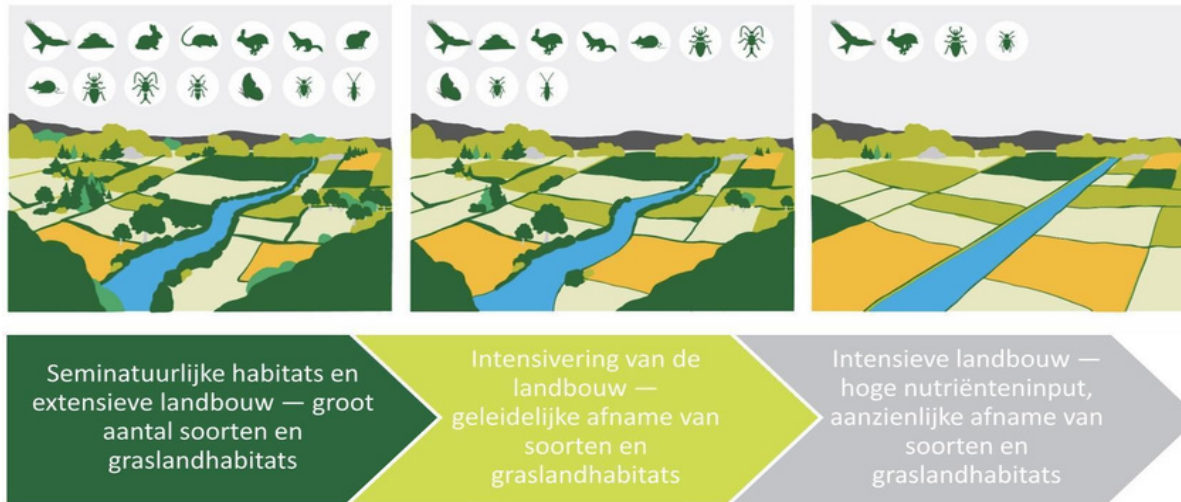 Seminatuurlijke habitats en
extensieve landbouw — groot
aantal soorten en
graslandhabitats
Intensivering van de
landbouw —
geleidelijke afname van
soorten en
graslandhabitats
Intensieve landbouw —
hoge nutriënteninput,
aanzienlijke afname van
soorten en
graslandhabitats